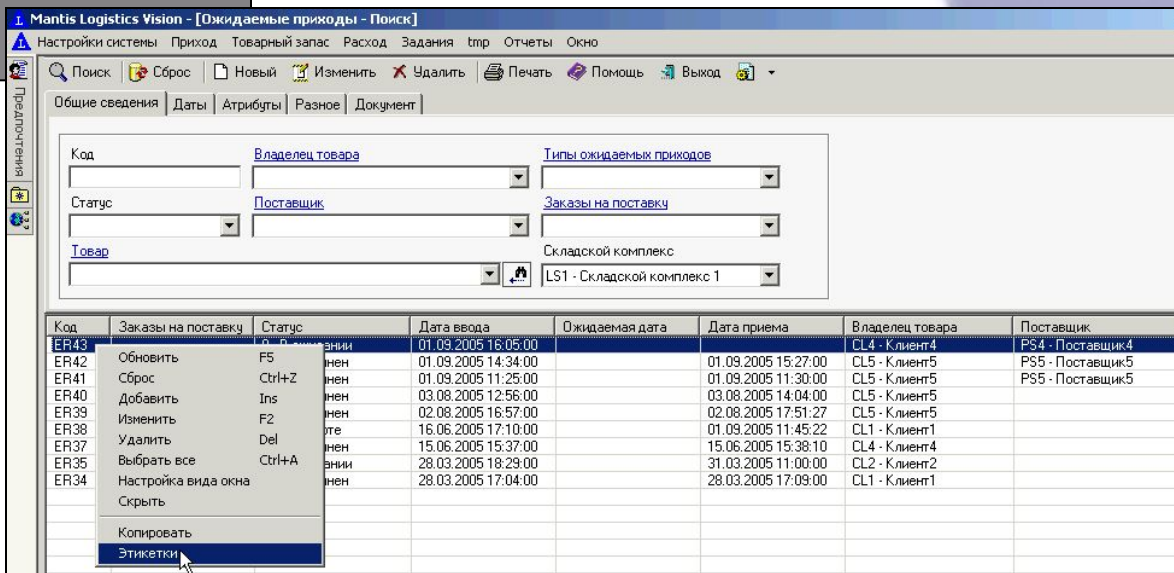 Mantis Logistics Vision - [Ожидаемые приходы - Поиск]
Настройки системы Приход Товарный запас Расход Задания tmp Отчеты Окно
Поиск Сброс Новый Изменить Удалить Печать Помощь Выход
Предпочтения
Общие сведения Даты Атрибуты Разное Документ
Код Владелец товара Типы ожидаемых приходов
Статус Поставщик Заказы на поставку
Товар Складской комплекс
LS1 - Складской комплекс 1
Код Заказы на поставку Статус Дата ввода Ожидаемая дата Дата приема Владелец товара Поставщик
ER43 01.09.2005 16:05:00 CL4 - Клиент4 PS4 - Поставщик4
ER42 01.09.2005 14:34:00 01.09.2005 15:27:00 CL5 - Клиент5 PS5 - Поставщик5
ER41 01.09.2005 11:25:00 01.09.2005 11:30:00 CL5 - Клиент5 PS5 - Поставщик5
ER40 03.08.2005 12:56:00 03.08.2005 14:04:00 CL5 - Клиент5
ER39 02.08.2005 16:57:00 02.08.2005 17:51:27 CL5 - Клиент5
ER38 16.06.2005 17:10:00 01.09.2005 11:45:22 CL1 - Клиент1
ER37 15.06.2005 15:37:00 15.06.2005 15:38:10 CL4 - Клиент4
ER35 28.03.2005 18:29:00 31.03.2005 11:00:00 CL2 - Клиент2
ER34 28.03.2005 17:04:00 28.03.2005 17:09:00 CL1 - Клиент1
Обновить F5
Сброс Ctrl+Z
Добавить Ins
Изменить F2
Удалить Del
Выбрать все Ctrl+A
Настройка вида окна
Скрыть
Копировать
Этикетки